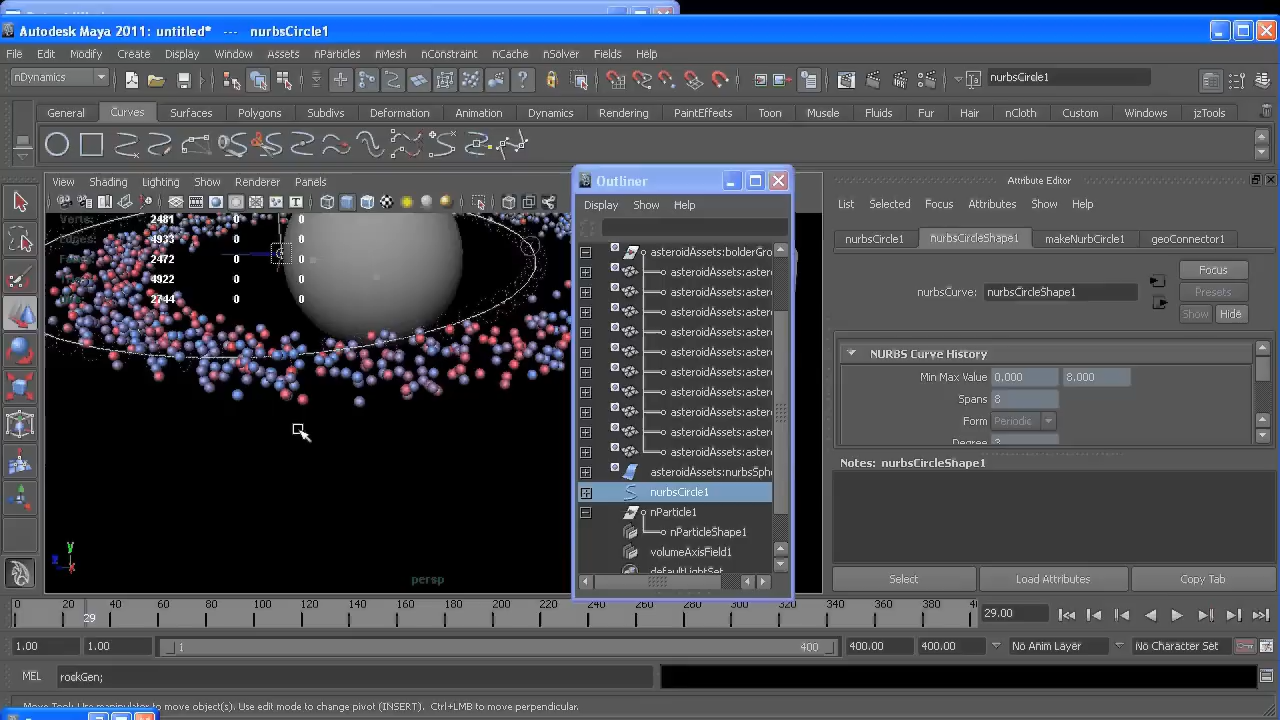 Autodesk Maya 2011: untitled* --- nurbsCircle1
File Edit Modify Create Display Window Assets nParticles nMesh nConstraint nCache nSolver Fields Help
nDynamics nurbsCircle1
General Curves Surfaces Polygons Subdivs Deformation Animation Dynamics Rendering PaintEffects Toon Muscle Fluids Fur Hair nCloth Custom Windows jzTools
View Shading Lighting Show Renderer Panels
Verts: 2481 0 0
Edges: 4933 0 0
2472 0 0
4922 0 0
2744 0 0
persp
Outliner
Display Show Help
asteroidAssets:bolderGro
asteroidAssets:aster
asteroidAssets:aster
asteroidAssets:aster
asteroidAssets:aster
asteroidAssets:aster
asteroidAssets:aster
asteroidAssets:aster
asteroidAssets:aster
asteroidAssets:aster
asteroidAssets:aster
asteroidAssets:nurbsSph
nurbsCircle1
nParticle1
nParticleShape1
volumeAxisField1
defaultLightSet
Attribute Editor
List Selected Focus Attributes Show Help
nurbsCircle1 nurbsCircleShape1 makeNurbCircle1 geoConnector1
Focus
nurbsCurve: nurbsCircleShape1 Presets
Show Hide
NURBS Curve History
Min Max Value 0.000 8.000
Spans 8
Form Periodic
Degree 3
Notes: nurbsCircleShape1
Select Load Attributes Copy Tab
0 20 29 40 60 80 100 120 140 160 180 200 220 240 260 280 300 320 340 360 380 40 29.00
1.00 1.00 1 400 400.00 400.00 No Anim Layer No Character Set
MEL rockGen;
Move Tool: Use manipulator to move object(s). Use edit mode to change pivot (INSERT). Ctrl+LMB to move perpendicular.